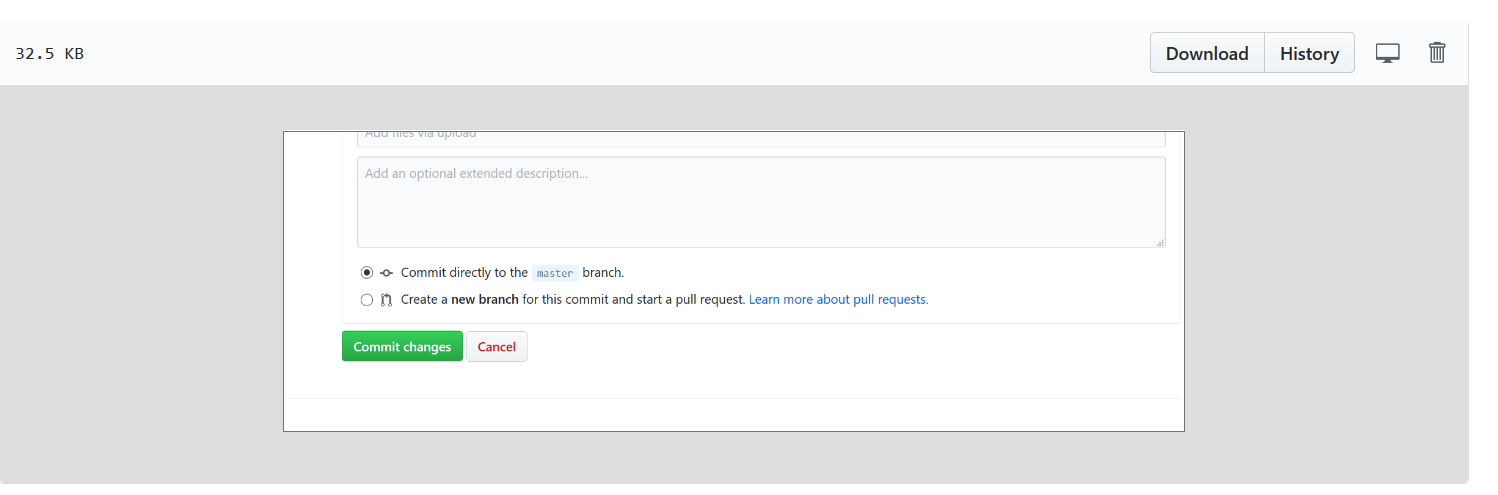 32.5 KB
Download History
Add files via upload
Add an optional extended description...
Commit directly to the master branch.
Create a new branch for this commit and start a pull request. Learn more about pull requests.
Commit changes Cancel